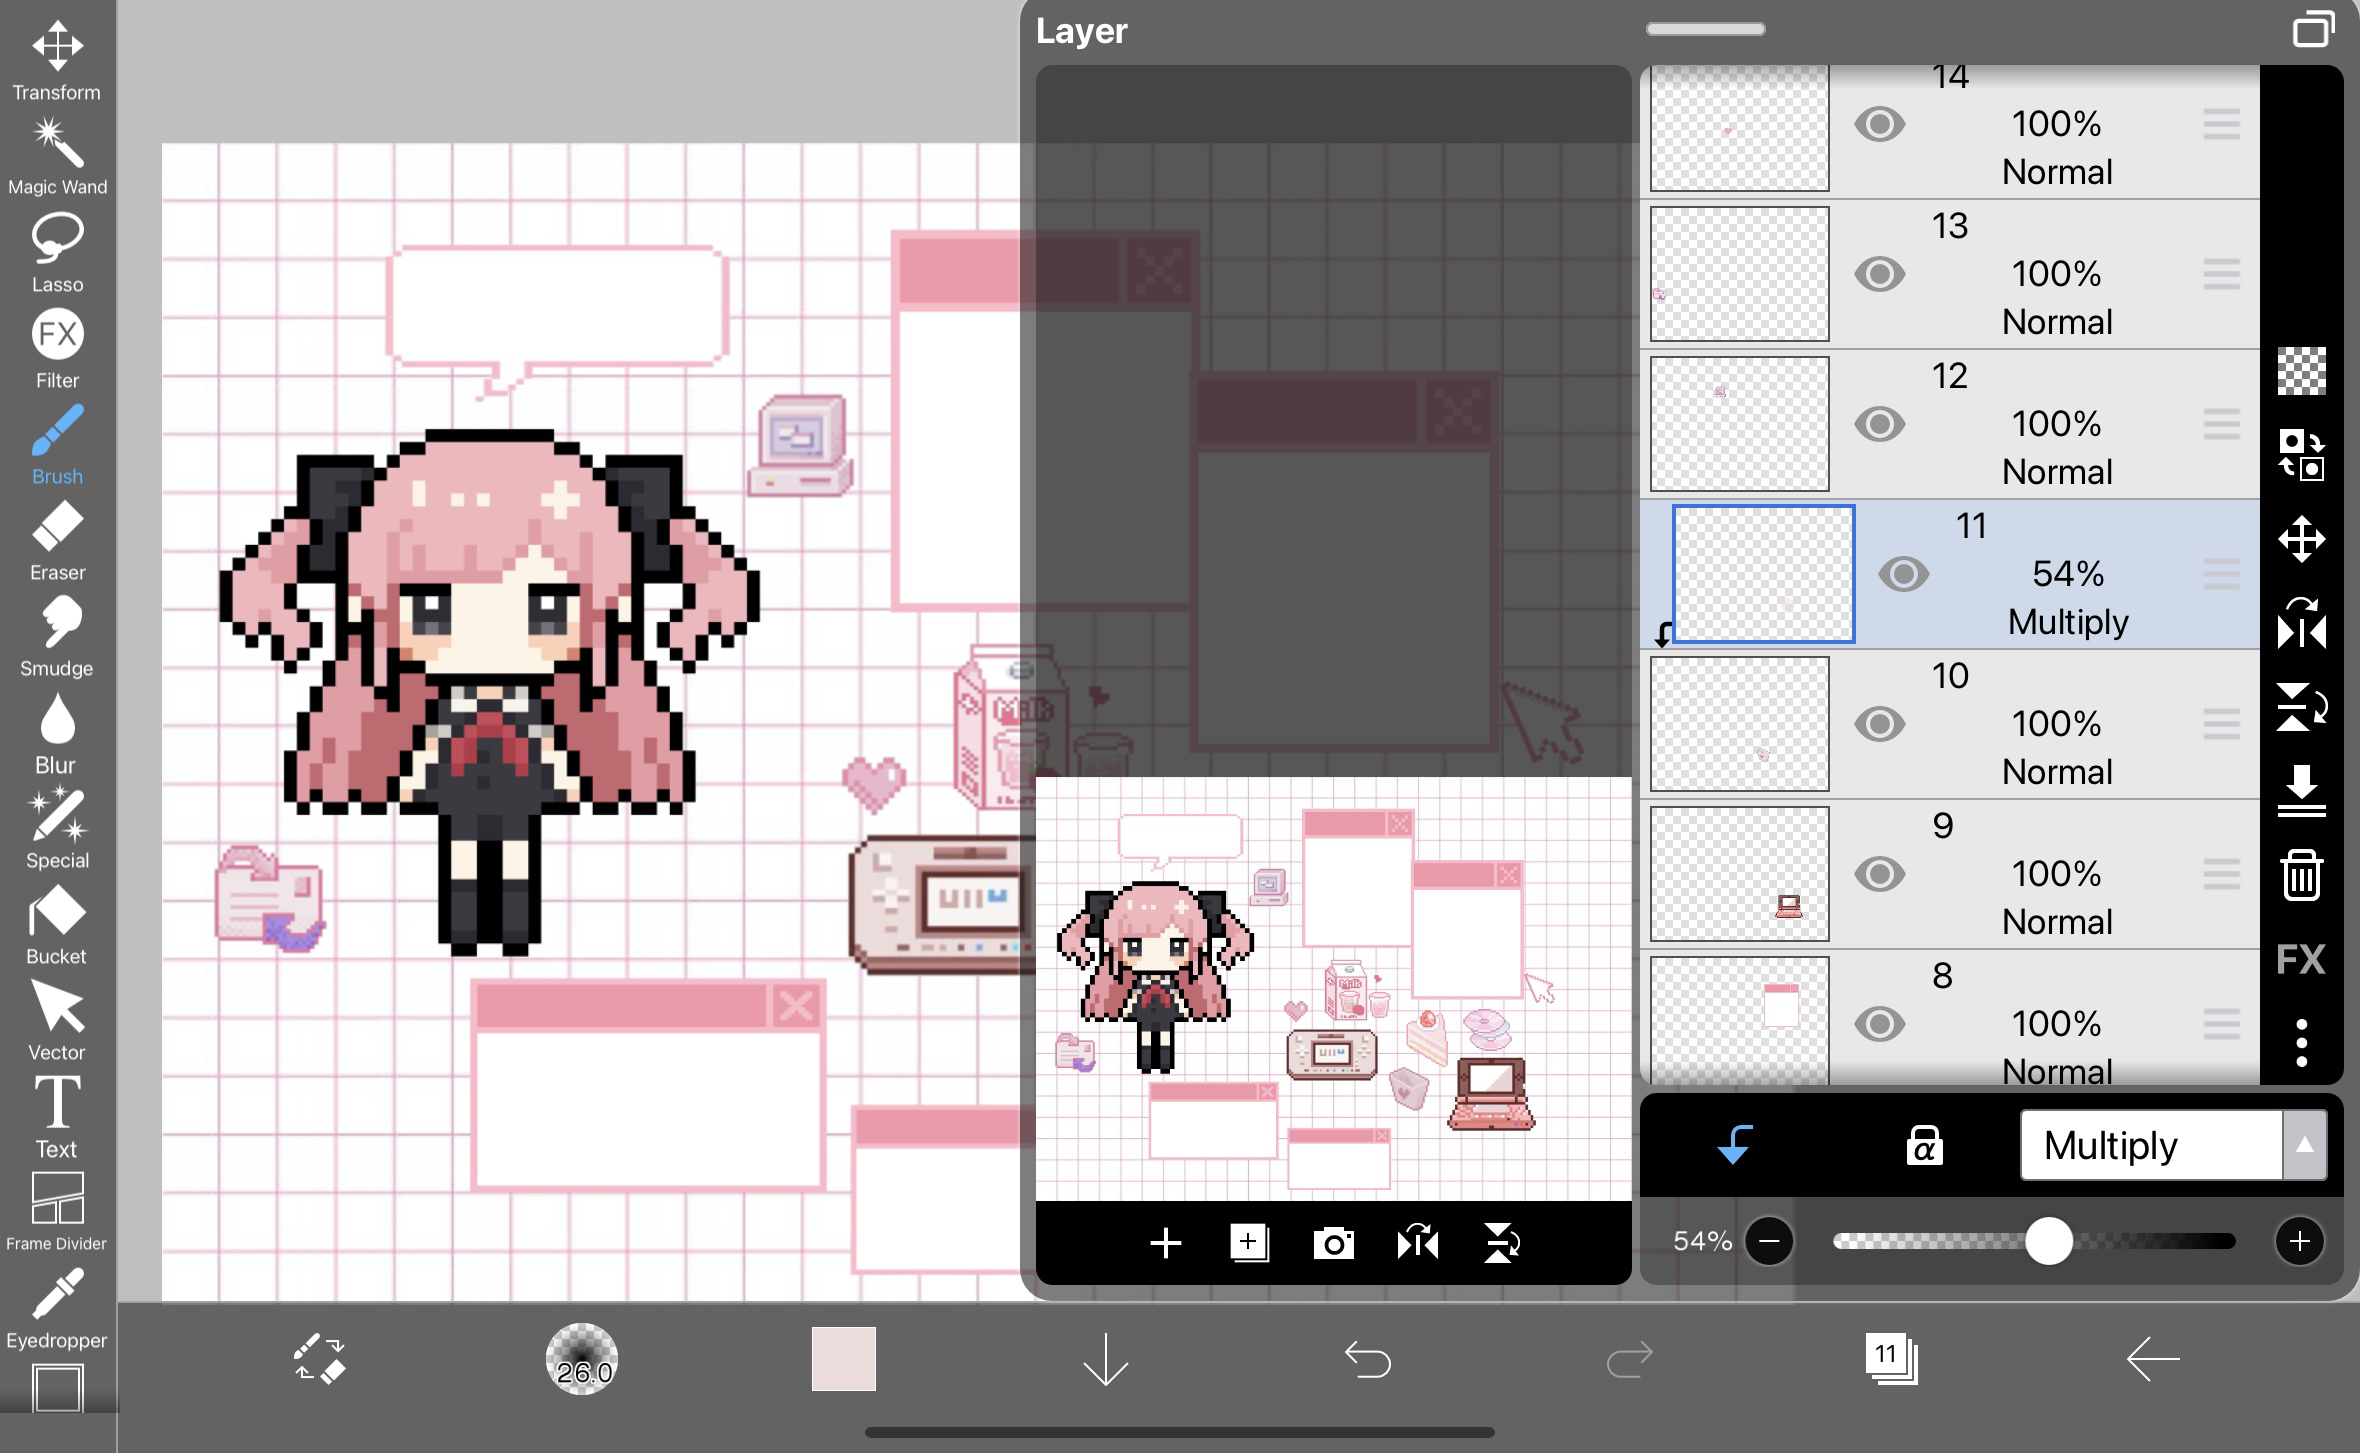 Transform
Magic Wand
Lasso
FX
Filter
Brush
Eraser
Smudge
Blur
Special
Bucket
Vector
T
Text
Frame Divider
Eyedropper
Layer
Milk
14
100%
Normal
13
100%
Normal
12
100%
Normal
11
54%
Multiply
10
100%
Normal
9
100%
Normal
8
100%
Normal
FX
α
Multiply
54%
26.0
11